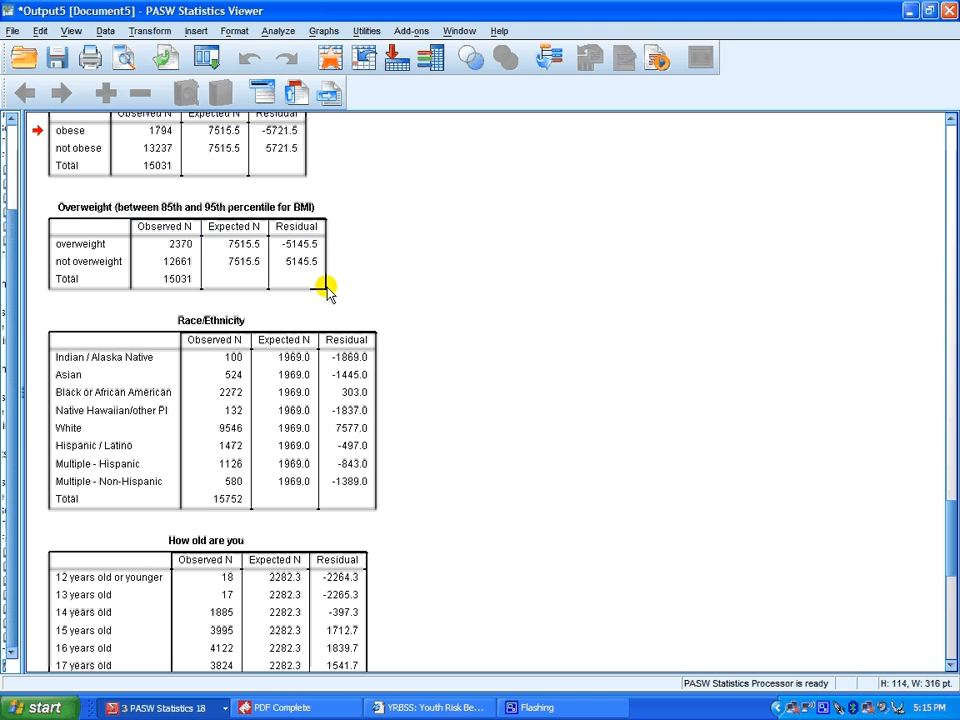 *Output5 [Document5] - PASW Statistics Viewer
File Edit View Data Transform Insert Format Analyze Graphs Utilities Add-ons Window Help
Observed N Expected N Residual
obese 1794 7515.5 -5721.5
not obese 13237 7515.5 5721.5
Total 15031
Overweight (between 85th and 95th percentile for BMI)
Observed N Expected N Residual
overweight 2370 7515.5 -5145.5
not overweight 12661 7515.5 5145.5
Total 15031
Race/Ethnicity
Observed N Expected N Residual
Indian / Alaska Native 100 1969.0 -1869.0
Asian 524 1969.0 -1445.0
Black or African American 2272 1969.0 303.0
Native Hawaiian/other PI 132 1969.0 -1837.0
White 9546 1969.0 7577.0
Hispanic / Latino 1472 1969.0 -497.0
Multiple - Hispanic 1126 1969.0 -843.0
Multiple - Non-Hispanic 580 1969.0 -1389.0
Total 15752
How old are you
Observed N Expected N Residual
12 years old or younger 18 2282.3 -2264.3
13 years old 17 2282.3 -2265.3
14 years old 1885 2282.3 -397.3
15 years old 3995 2282.3 1712.7
16 years old 4122 2282.3 1839.7
17 years old 3824 2282.3 1541.7
PASW Statistics Processor is ready H: 114, W: 316 pt.
start 3 PASW Statistics 18 PDF Complete YRBSS: Youth Risk Be... Flashing 5:15 PM